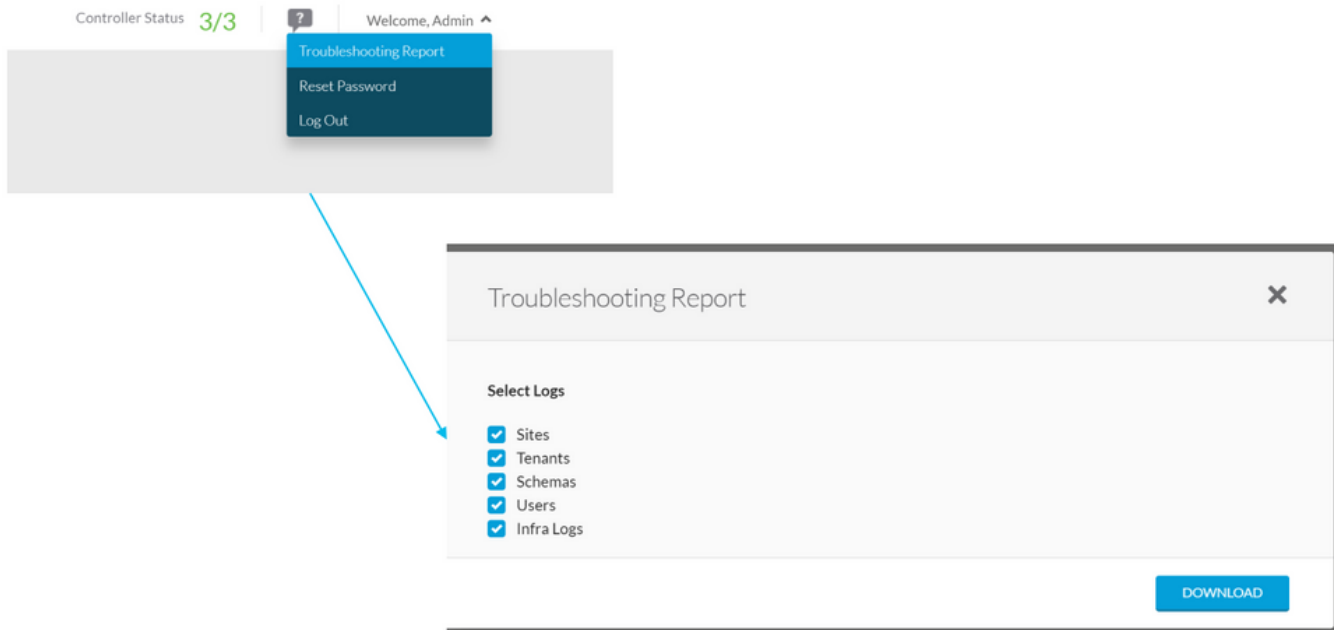 Controller Status 3/3 ? Welcome, Admin
Troubleshooting Report
Reset Password
Log Out
Troubleshooting Report
Select Logs
Sites
Tenants
Schemas
Users
Infra Logs
DOWNLOAD